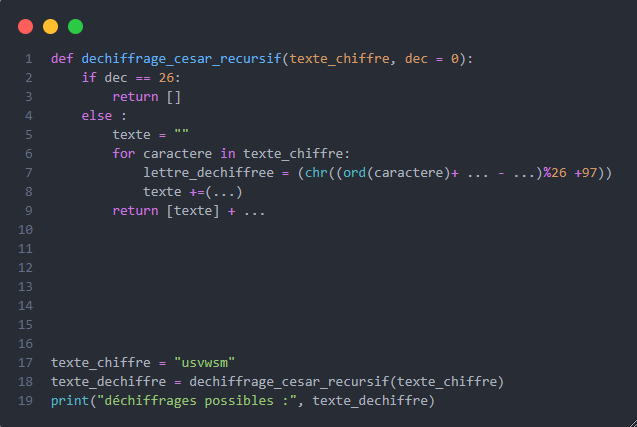 1 def dechiffrage_cesar_recursif(texte_chiffre, dec = 0):
2     if dec == 26:
3         return []
4     else :
5         texte = ""
6         for caractere in texte_chiffre:
7             lettre_dechiffree = (chr((ord(caractere)+ ... - ...)%26 +97))
8             texte +=(...)
9         return [texte] + ...
10
11
12
13
14
15
16
17 texte_chiffre = "usvwsm"
18 texte_dechiffre = dechiffrage_cesar_recursif(texte_chiffre)
19 print("déchiffrages possibles :", texte_dechiffre)